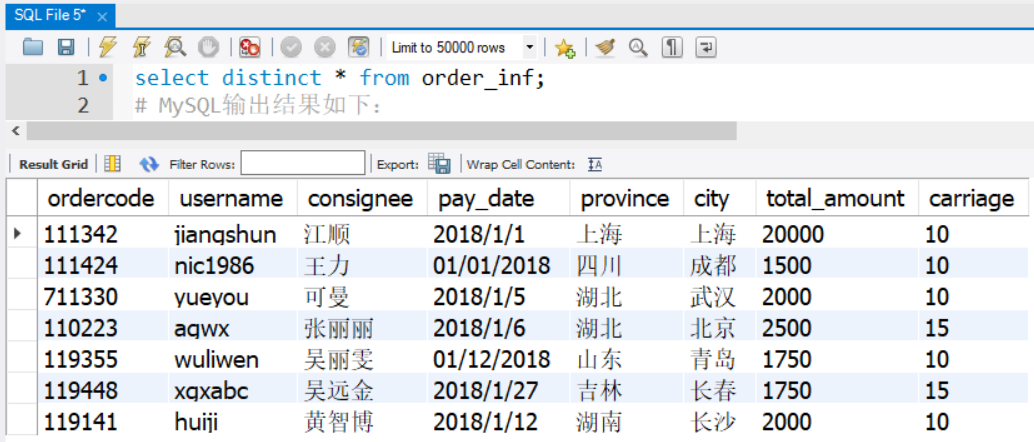 SQL File 5*
Limit to 50000 rows
1 select distinct * from order_inf;
2 # MySQL输出结果如下:
Result Grid Filter Rows: Export: Wrap Cell Content:
ordercode username consignee pay_date province city total_amount carriage
111342 jiangshun 江顺 2018/1/1 上海 上海 20000 10
111424 nic1986 王力 01/01/2018 四川 成都 1500 10
711330 yueyou 可曼 2018/1/5 湖北 武汉 2000 10
110223 aqwx 张丽丽 2018/1/6 湖北 北京 2500 15
119355 wuliwen 吴丽雯 01/12/2018 山东 青岛 1750 10
119448 xgxabc 吴远金 2018/1/27 吉林 长春 1750 15
119141 huiji 黄智博 2018/1/12 湖南 长沙 2000 10